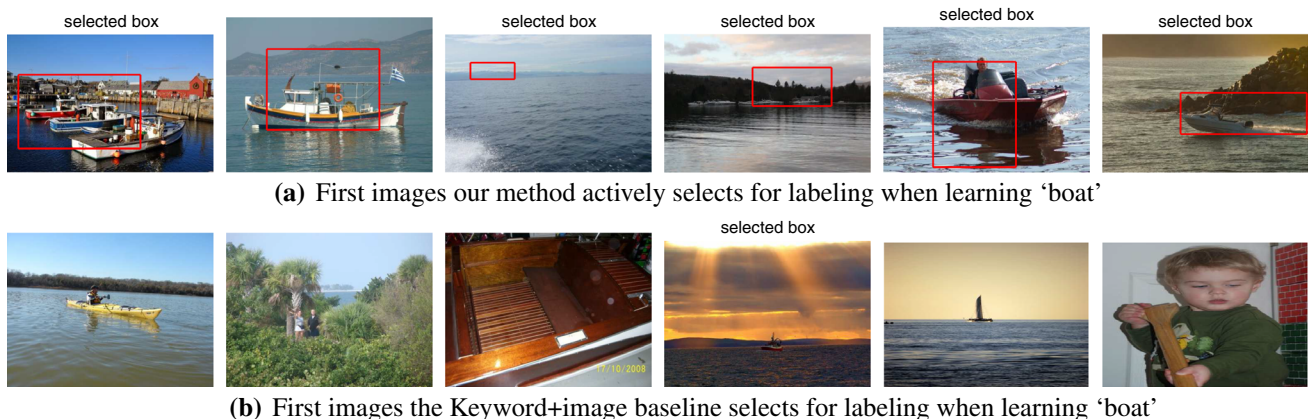 selected box selected box selected box selected box selected box
selected box
(a) First images our method actively selects for labeling when learning ‘boat’
selected box
17/10/2008
(b) First images the Keyword+image baseline selects for labeling when learning ‘boat’